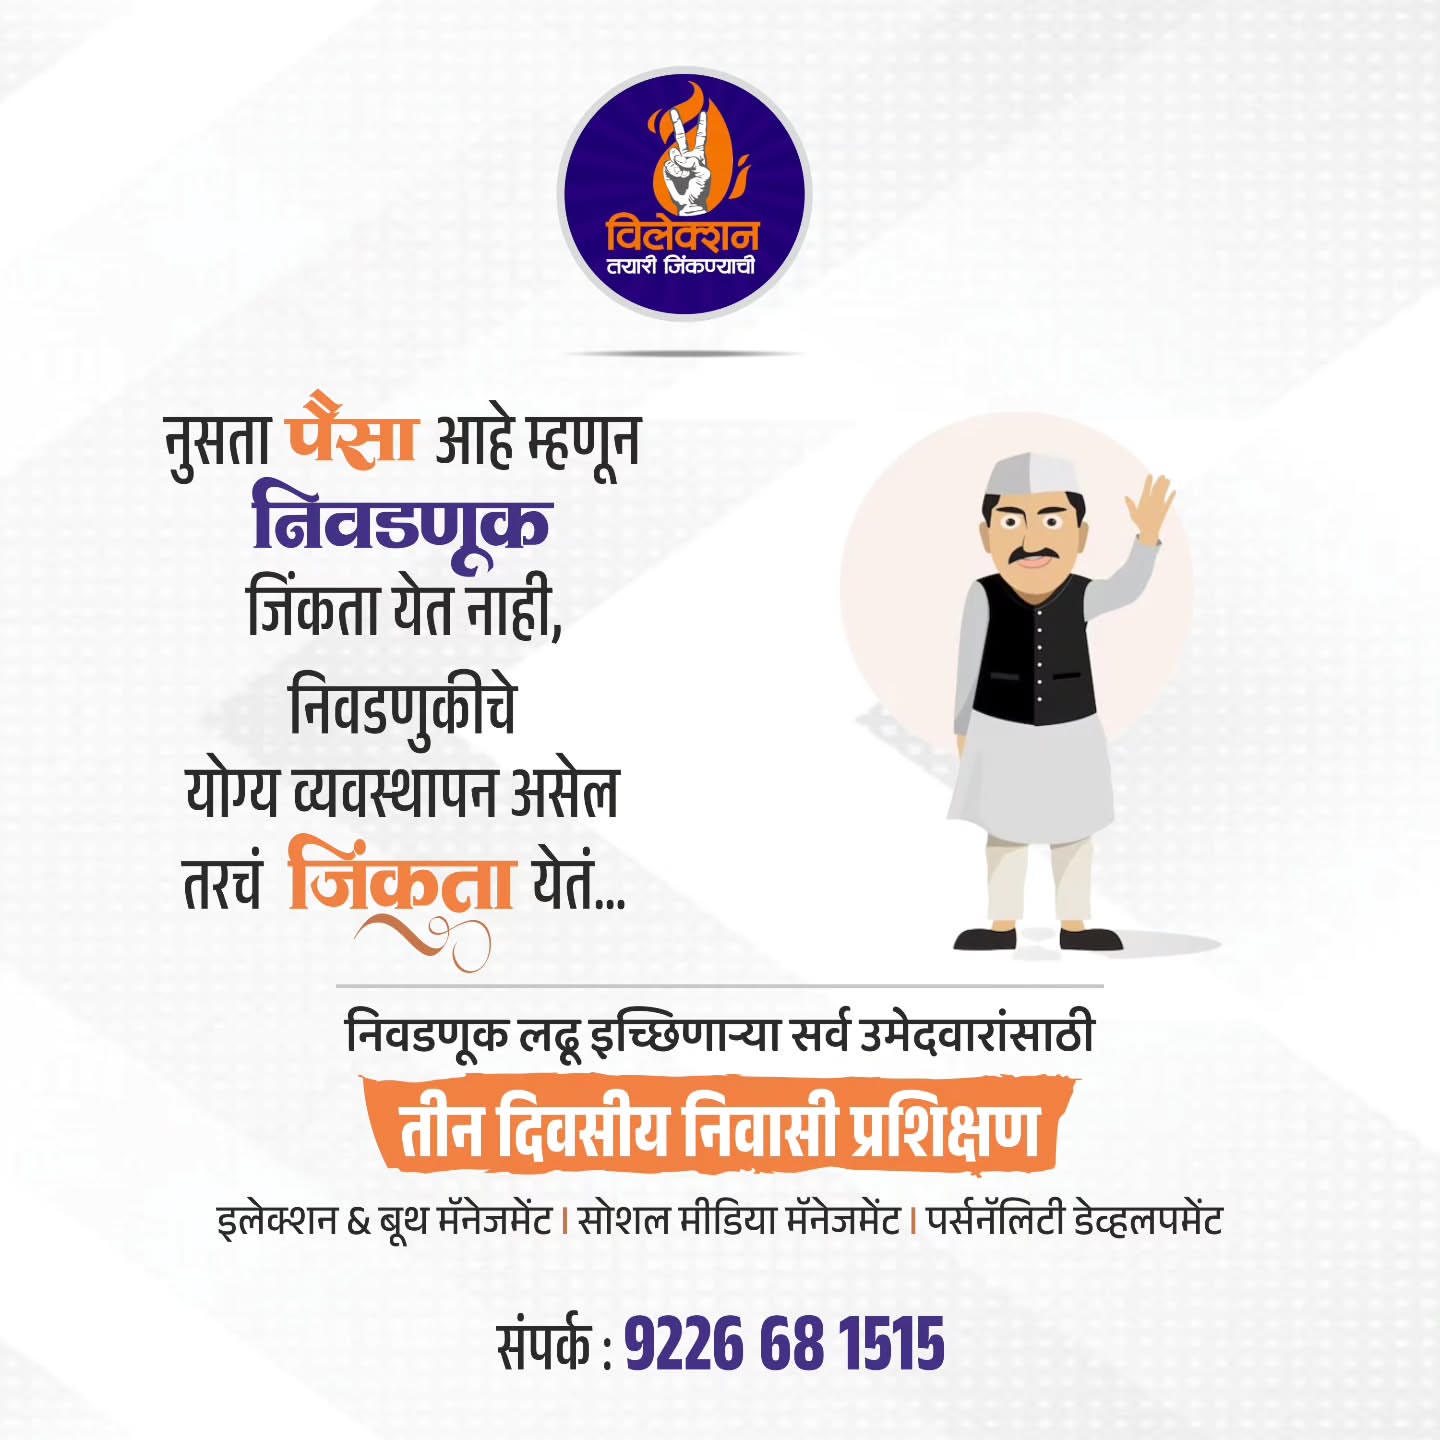 विलेक्शन
तयारी जिंकण्याची
नुसता पैसा आहे म्हणून
निवडणूक
जिंकता येत नाही,
निवडणुकीचे
योग्य व्यवस्थापन असेल
तरचं जिंकता येतं...
निवडणूक लढू इच्छिणाऱ्या सर्व उमेदवारांसाठी
तीन दिवसीय निवासी प्रशिक्षण
इलेक्शन & बूथ मॅनेजमेंट | सोशल मीडिया मॅनेजमेंट | पर्सनॅलिटी डेव्हलपमेंट
संपर्क : 9226 68 1515